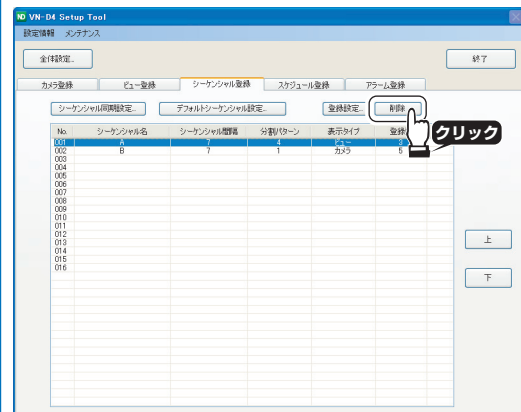 VN-D4 Setup Tool
設定情報 メンテナンス
全体設定... 終了
カメラ登録 ビュー登録 シーケンシャル登録 スケジュール登録 アラーム登録
シーケンシャル同期設定... デフォルトシーケンシャル設定... 登録設定... 削除
クリック
No. シーケンシャル名 シーケンシャル間隔 分割パターン 表示タイプ 登録
001 A 7 4 ビュー 3
002 B 7 1 カメラ 5
003
004
005
006
007
008
009
010
011
012
013
014
015
016
上
下